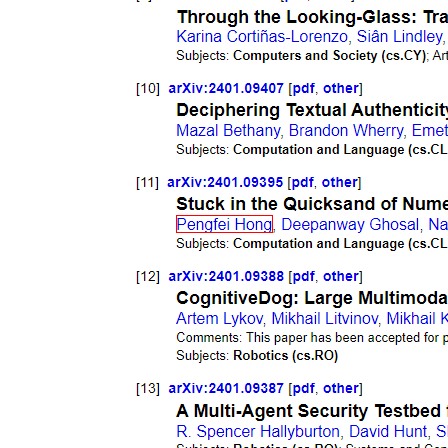 Through the Looking-Glass: Tra
Karina Cortiñas-Lorenzo, Siân Lindley,
Subjects: Computers and Society (cs.CY); Art
[10] arXiv:2401.09407 [pdf, other]
Deciphering Textual Authenticity
Mazal Bethany, Brandon Wherry, Emet
Subjects: Computation and Language (cs.CL
[11] arXiv:2401.09395 [pdf, other]
Stuck in the Quicksand of Nume
Pengfei Hong, Deepanway Ghosal, Na
Subjects: Computation and Language (cs.CL
[12] arXiv:2401.09388 [pdf, other]
CognitiveDog: Large Multimoda
Artem Lykov, Mikhail Litvinov, Mikhail K
Comments: This paper has been accepted for p
Subjects: Robotics (cs.RO)
[13] arXiv:2401.09387 [pdf, other]
A Multi-Agent Security Testbed f
R. Spencer Hallyburton, David Hunt, S